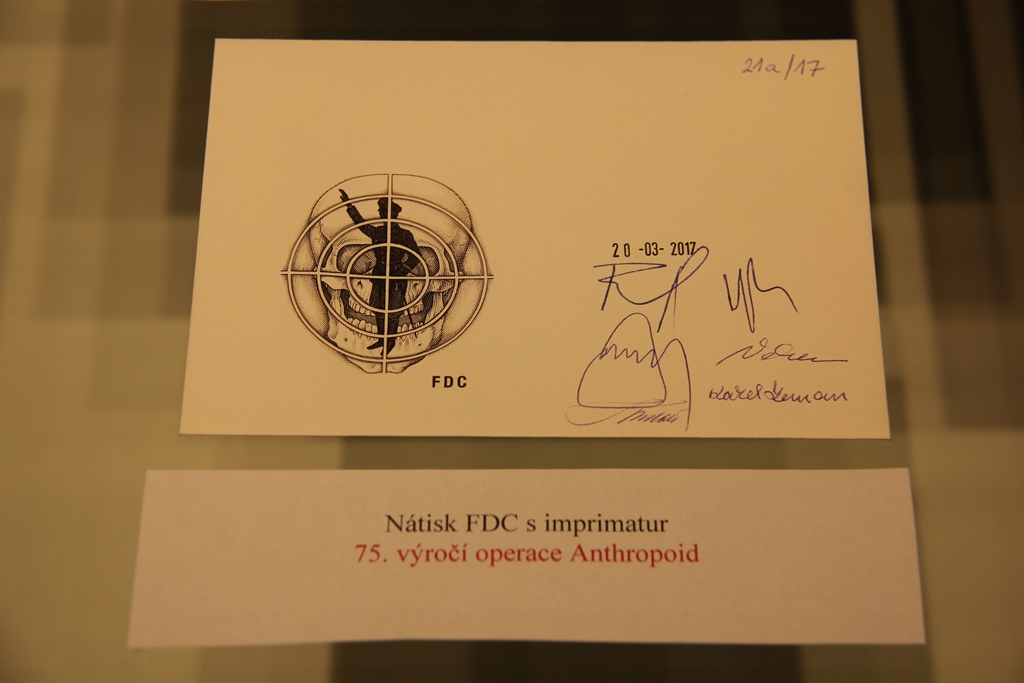 21a/17
20 -03- 2017
FDC
Nátisk FDC s imprimatur
75. výročí operace Anthropoid